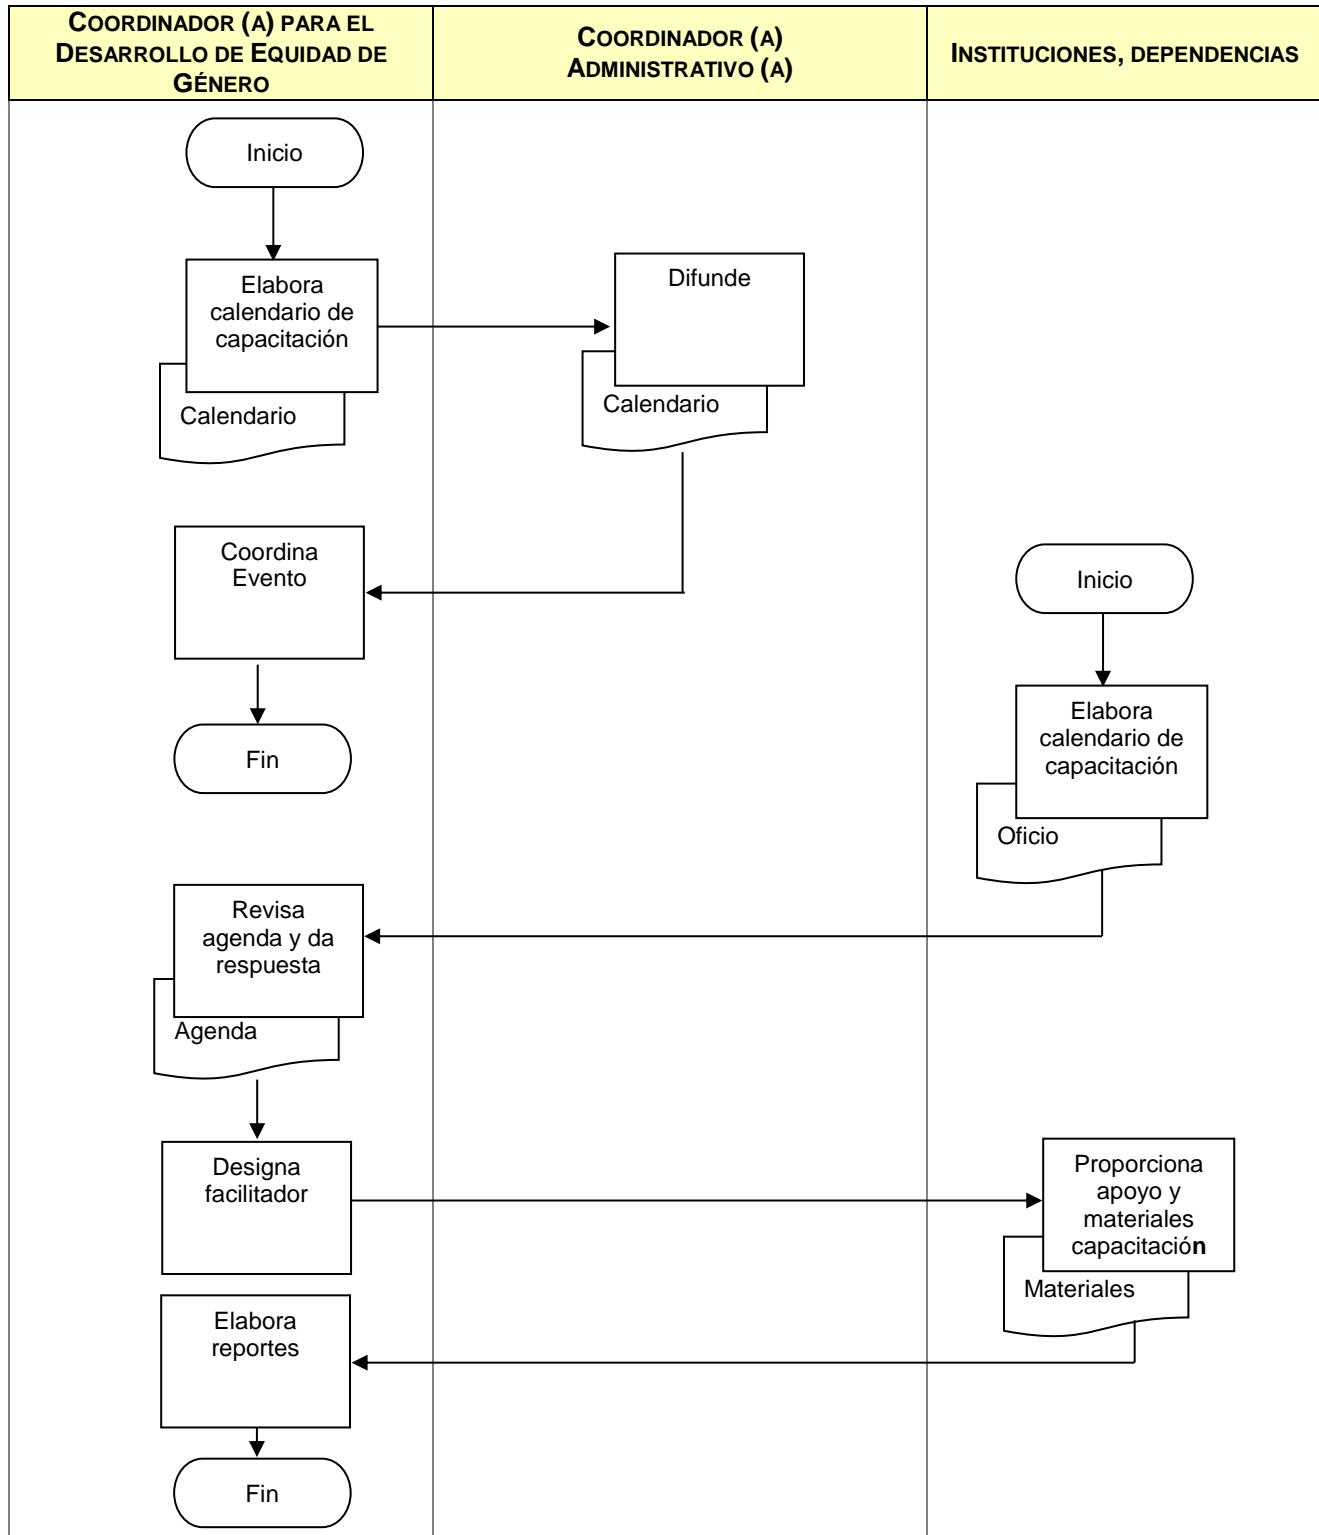 COORDINADOR (A) PARA EL
DESARROLLO DE EQUIDAD DE
GÉNERO
COORDINADOR (A)
ADMINISTRATIVO (A)
INSTITUCIONES, DEPENDENCIAS
Inicio
Elabora
calendario de
capacitación
Calendario
Difunde
Calendario
Coordina
Evento
Fin
Inicio
Elabora
calendario de
capacitación
Oficio
Revisa
agenda y da
respuesta
Agenda
Designa
facilitador
Proporciona
apoyo y
materiales
capacitación
Materiales
Elabora
reportes
Fin